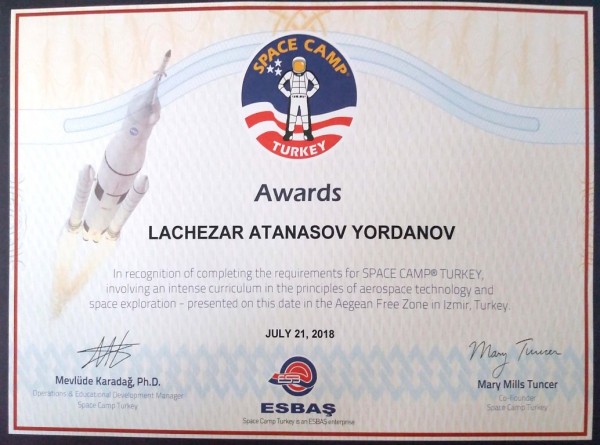 SPACE CAMP
TURKEY
Awards
LACHEZAR ATANASOV YORDANOV
In recognition of completing the requirements for SPACE CAMP® TURKEY,
involving an intense curriculum in the principles of aerospace technology and
space exploration - presented on this date in the Aegean Free Zone in Izmir, Turkey.
JULY 21, 2018
Mary Tuncer
Mevlüde Karadağ, Ph.D.
Operations & Educational Development Manager
Space Camp Turkey
Mary Mills Tuncer
Co-Founder
Space Camp Turkey
ESBAŞ
Space Camp Turkey is an ESBAŞ enterprise